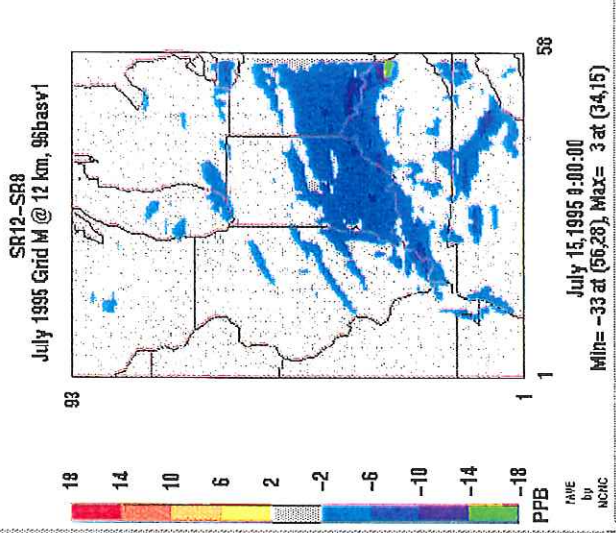 SR12-SR8
July 1995 Grid M @ 12 km, 96basv1
18
14
10
6
2
-2
-6
-10
-14
-18
PPB
PAVE
by
MCNC
93
1
1
58
July 15,1995 0:00:00
Min= -33 at (56,28), Max= 3 at (34,15)